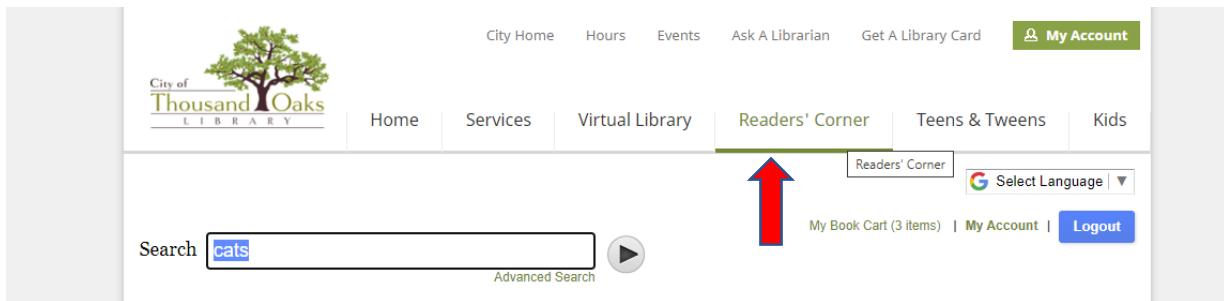 City Home Hours Events Ask A Librarian Get A Library Card My Account
City of
Thousand Oaks
LIBRARY
Home Services Virtual Library Readers' Corner Teens & Tweens Kids
Readers' Corner
Select Language
My Book Cart (3 items) | My Account | Logout
Search cats
Advanced Search